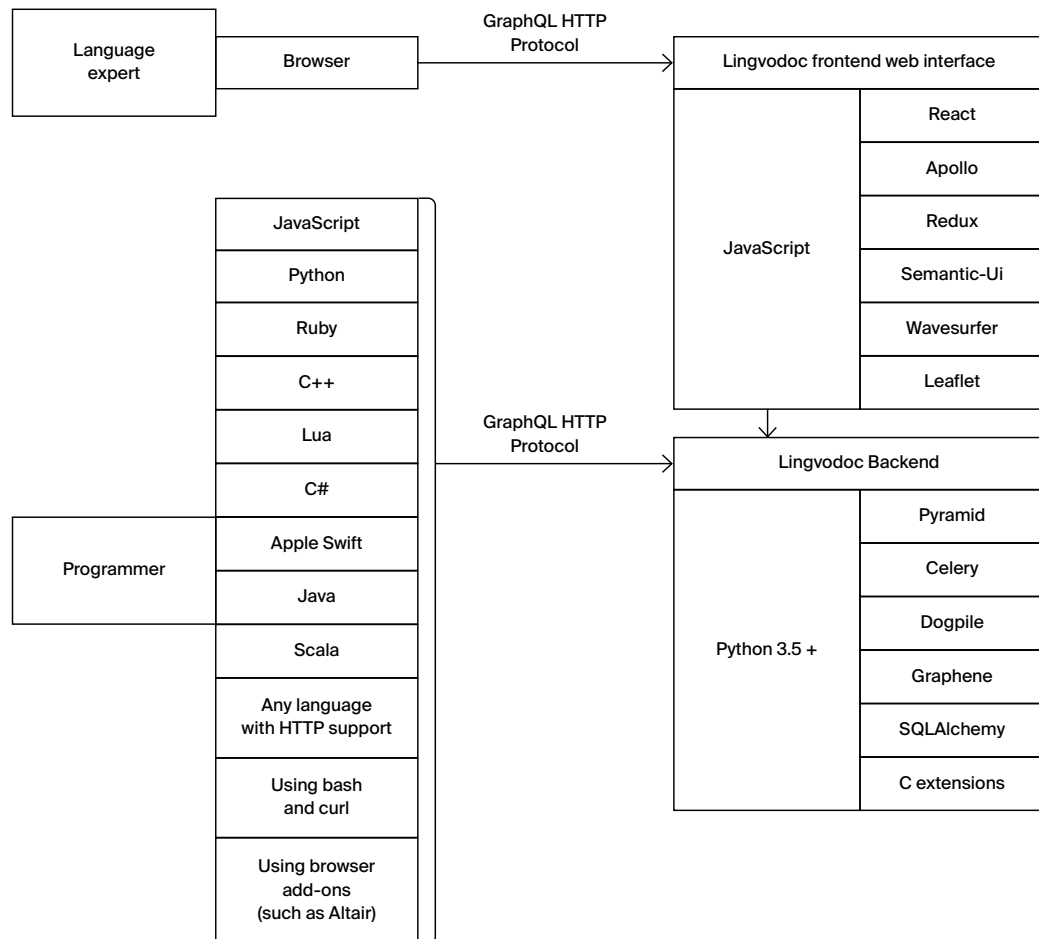 GraphQL HTTP
Protocol
Language
expert
Browser
Lingvodoc frontend web interface
JavaScript
React
Apollo
Redux
Semantic-Ui
Wavesurfer
Leaflet
JavaScript
Python
Ruby
C++
Lua
C#
Apple Swift
Java
Scala
Any language
with HTTP support
Using bash
and curl
Using browser
add-ons
(such as Altair)
Programmer
GraphQL HTTP
Protocol
Lingvodoc Backend
Python 3.5 +
Pyramid
Celery
Dogpile
Graphene
SQLAlchemy
C extensions